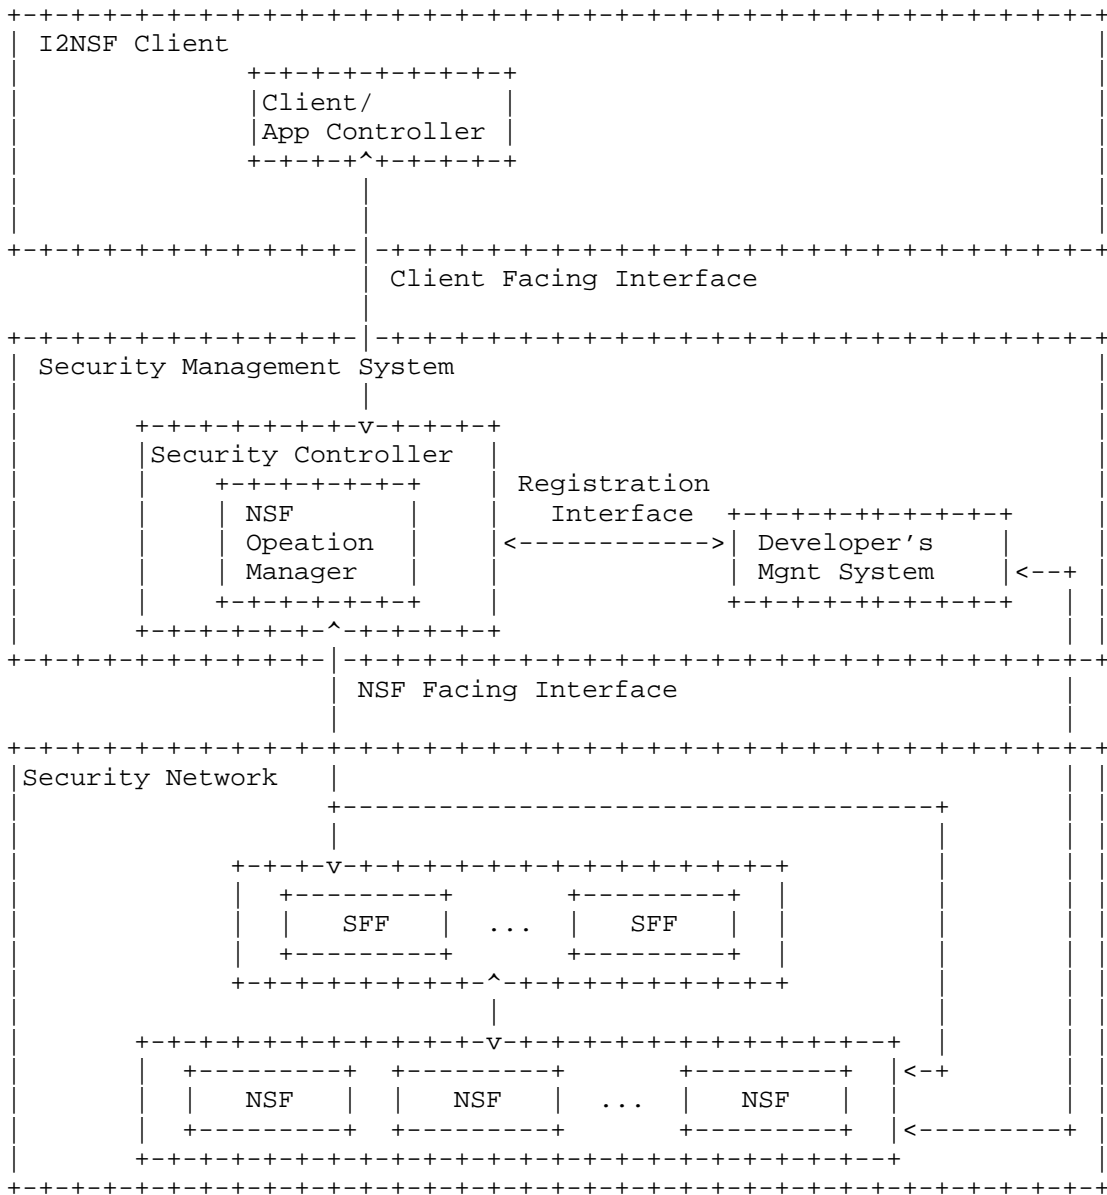 I2NSF Client
Client/
App Controller
Client Facing Interface
Security Management System
Security Controller
Registration
NSF
Interface
Opeation
Developer's
Manager
Mgnt System
NSF Facing Interface
Security Network
SFF ... SFF
NSF NSF ... NSF